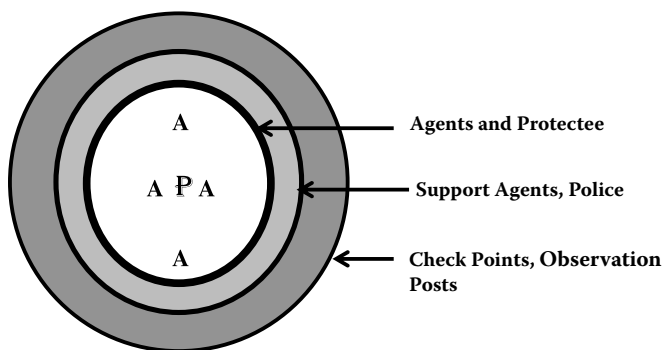 A
Agents and Protectee
A P A
Support Agents, Police
A
Check Points, Observation
Posts